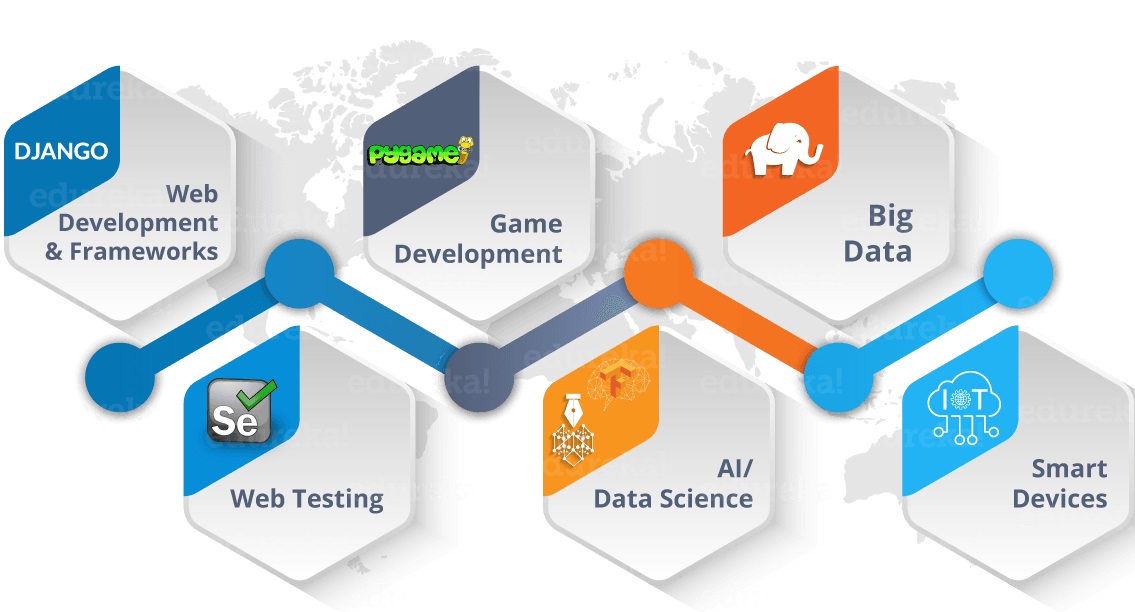 DJANGO
Web
Development
& Frameworks
pygame
Game
Development
Big
Data
Se
Web Testing
AI/
Data Science
IoT
Smart
Devices
edureka!